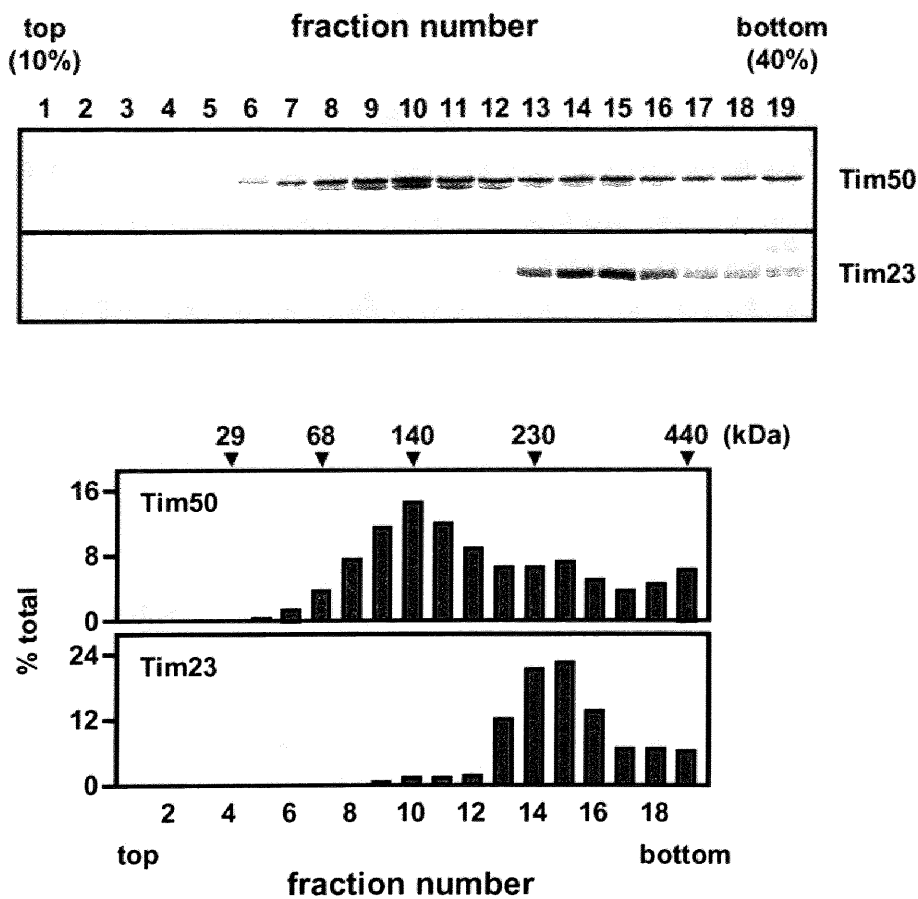 top fraction number bottom
(10%) (40%)
1 2 3 4 5 6 7 8 9 10 11 12 13 14 15 16 17 18 19
Tim50
Tim23
29 68 140 230 440 (kDa)
16
Tim50
8
0
% total
24
Tim23
12
0
2 4 6 8 10 12 14 16 18
top bottom
fraction number